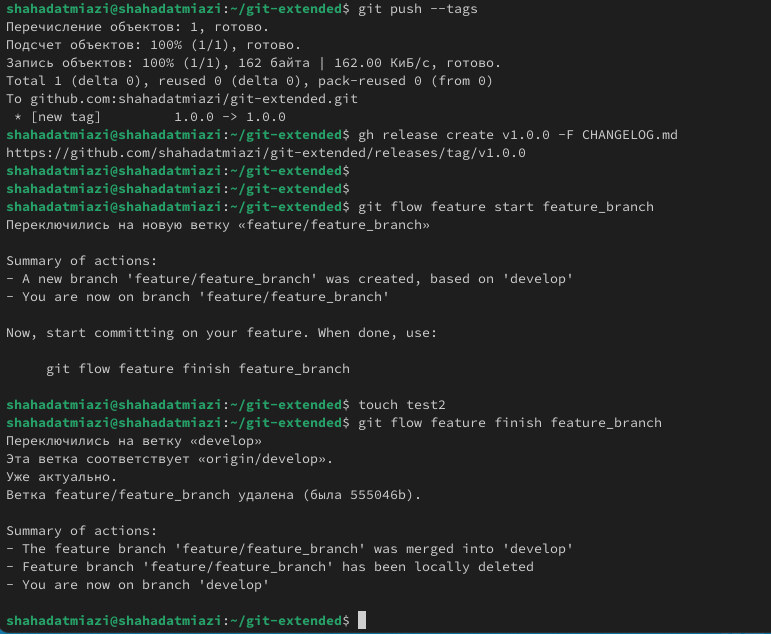 shahadatmiazi@shahadatmiazi:~/git-extended$ git push --tags
Перечисление объектов: 1, готово.
Подсчет объектов: 100% (1/1), готово.
Запись объектов: 100% (1/1), 162 байта | 162.00 КиБ/с, готово.
Total 1 (delta 0), reused 0 (delta 0), pack-reused 0 (from 0)
To github.com:shahadatmiazi/git-extended.git
 * [new tag]         1.0.0 -> 1.0.0
shahadatmiazi@shahadatmiazi:~/git-extended$ gh release create v1.0.0 -F CHANGELOG.md
https://github.com/shahadatmiazi/git-extended/releases/tag/v1.0.0
shahadatmiazi@shahadatmiazi:~/git-extended$
shahadatmiazi@shahadatmiazi:~/git-extended$
shahadatmiazi@shahadatmiazi:~/git-extended$ git flow feature start feature_branch
Переключились на новую ветку «feature/feature_branch»

Summary of actions:
- A new branch 'feature/feature_branch' was created, based on 'develop'
- You are now on branch 'feature/feature_branch'

Now, start committing on your feature. When done, use:

     git flow feature finish feature_branch

shahadatmiazi@shahadatmiazi:~/git-extended$ touch test2
shahadatmiazi@shahadatmiazi:~/git-extended$ git flow feature finish feature_branch
Переключились на ветку «develop»
Эта ветка соответствует «origin/develop».
Уже актуально.
Ветка feature/feature_branch удалена (была 555046b).

Summary of actions:
- The feature branch 'feature/feature_branch' was merged into 'develop'
- Feature branch 'feature/feature_branch' has been locally deleted
- You are now on branch 'develop'

shahadatmiazi@shahadatmiazi:~/git-extended$